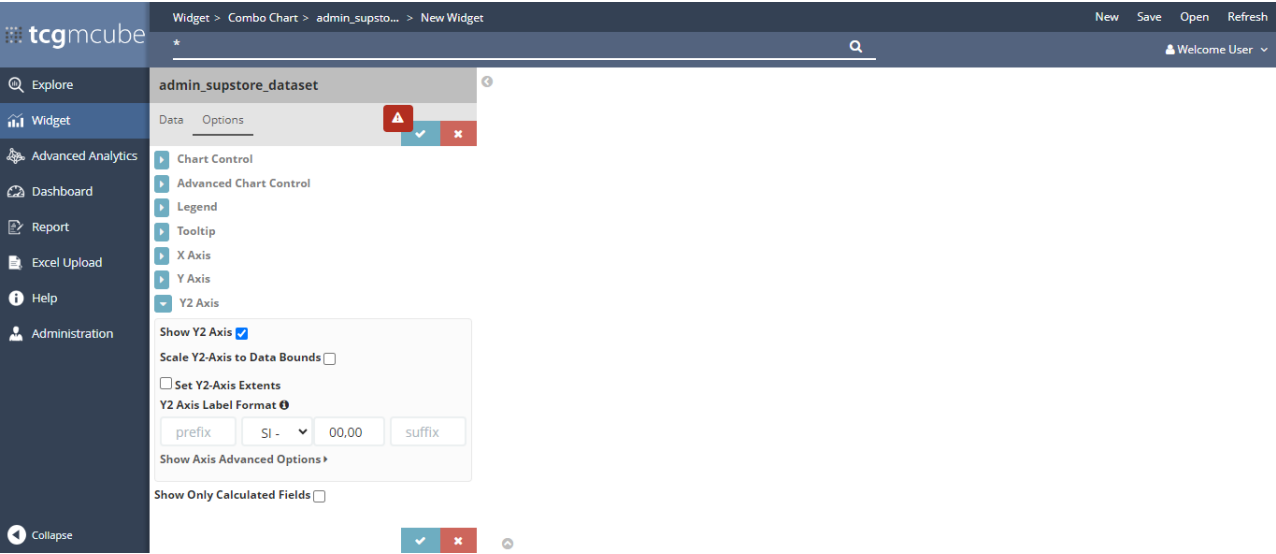 tcgmcube
Widget > Combo Chart > admin_supsto... > New Widget
New Save Open Refresh
*
Welcome User
Explore
Widget
Advanced Analytics
Dashboard
Report
Excel Upload
Help
Administration
Collapse
admin_supstore_dataset
Data Options
Chart Control
Advanced Chart Control
Legend
Tooltip
X Axis
Y Axis
Y2 Axis
Show Y2 Axis
Scale Y2-Axis to Data Bounds
Set Y2-Axis Extents
Y2 Axis Label Format
prefix SI - 00,00 suffix
Show Axis Advanced Options
Show Only Calculated Fields